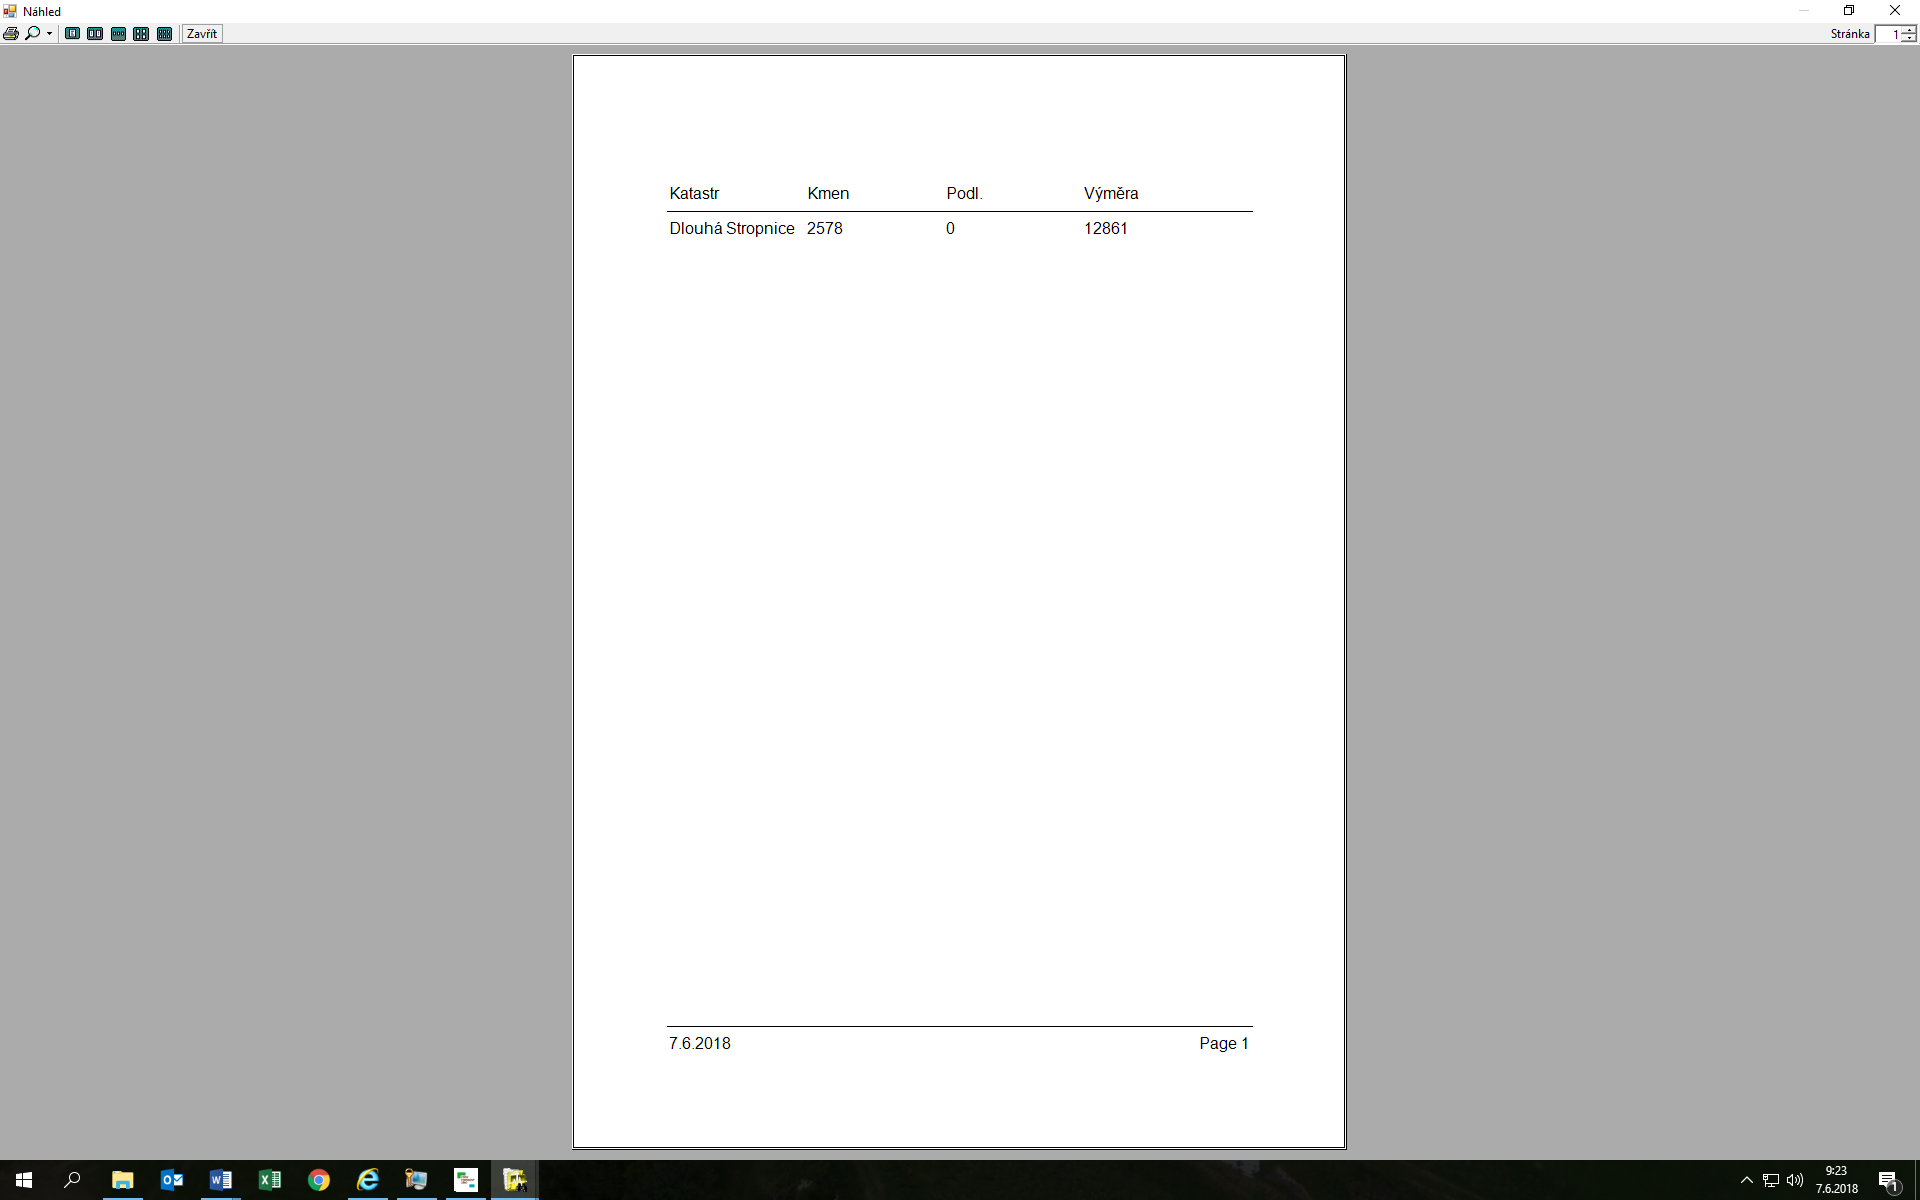 Náhled
Zavřít
Stránka 1
Katastr Kmen Podl. Výměra
Dlouhá Stropnice 2578 0 12861
7.6.2018 Page 1
9:23
7.6.2018
1